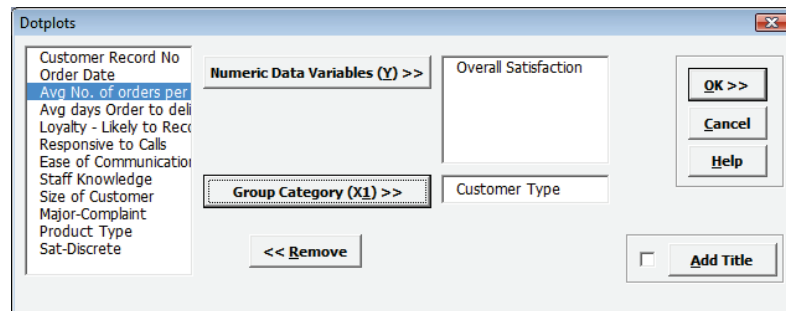 Dotplots
Customer Record No
Order Date
Avg No. of orders per
Avg days Order to deli
Loyalty - Likely to Reco
Responsive to Calls
Ease of Communication
Staff Knowledge
Size of Customer
Major-Complaint
Product Type
Sat-Discrete
Numeric Data Variables (Y) >>
Overall Satisfaction
Group Category (X1) >>
Customer Type
<< Remove
OK >>
Cancel
Help
Add Title